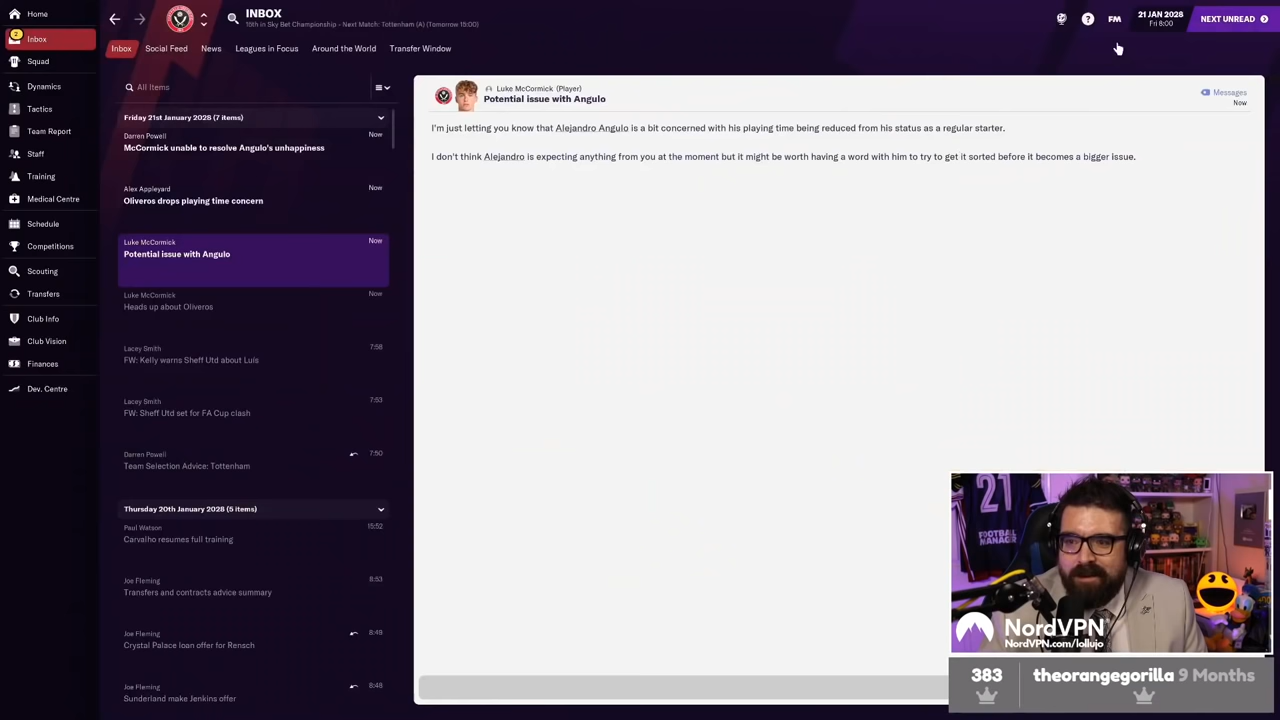 Home
INBOX
15th in Sky Bet Championship - Next Match: Tottenham (A) (Tomorrow 15:00)
FM
21 JAN 2028
Fri 8:00
NEXT UNREAD
2
Inbox
Squad
Dynamics
Tactics
Team Report
Staff
Training
Medical Centre
Schedule
Competitions
Scouting
Transfers
Club Info
Club Vision
Finances
Dev. Centre
Inbox
Social Feed
News
Leagues in Focus
Around the World
Transfer Window
All Items
Friday 21st January 2028 (7 items)
Darren Powell
Now
McCormick unable to resolve Angulo's unhappiness
Alex Appleyard
Now
Oliveros drops playing time concern
Luke McCormick
Now
Potential issue with Angulo
Luke McCormick
Now
Heads up about Oliveros
Lacey Smith
7:58
FW: Kelly warns Sheff Utd about Luís
Lacey Smith
7:53
FW: Sheff Utd set for FA Cup clash
Darren Powell
7:50
Team Selection Advice: Tottenham
Thursday 20th January 2028 (5 items)
Paul Watson
15:52
Carvalho resumes full training
Joe Fleming
8:53
Transfers and contracts advice summary
Joe Fleming
8:49
Crystal Palace loan offer for Rensch
Joe Fleming
8:48
Sunderland make Jenkins offer
Luke McCormick (Player)
Potential issue with Angulo
Messages
Now
I'm just letting you know that Alejandro Angulo is a bit concerned with his playing time being reduced from his status as a regular starter.
I don't think Alejandro is expecting anything from you at the moment but it might be worth having a word with him to try to get it sorted before it becomes a bigger issue.
21
FOOTBALL
MANAGER
NordVPN
NordVPN.com/lollujo
383
theorangegorilla 9 Months